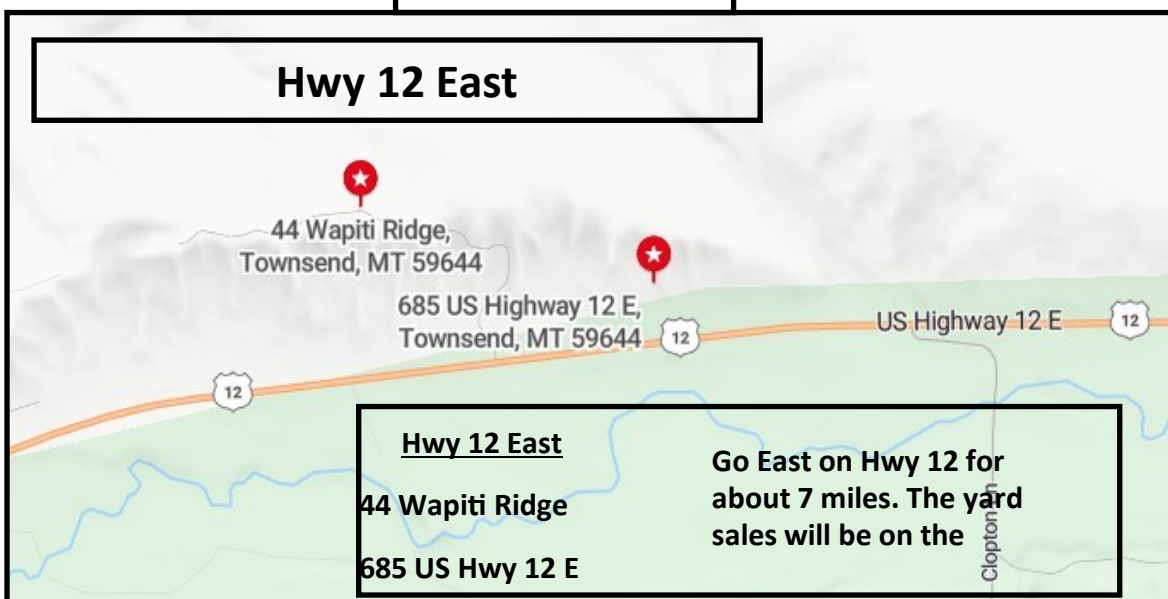 Hwy 12 East
44 Wapiti Ridge,
Townsend, MT 59644
685 US Highway 12 E,
Townsend, MT 59644
12
US Highway 12 E
12
12
Hwy 12 East
44 Wapiti Ridge
685 US Hwy 12 E
Go East on Hwy 12 for
about 7 miles. The yard
sales will be on the
Clopton Ln